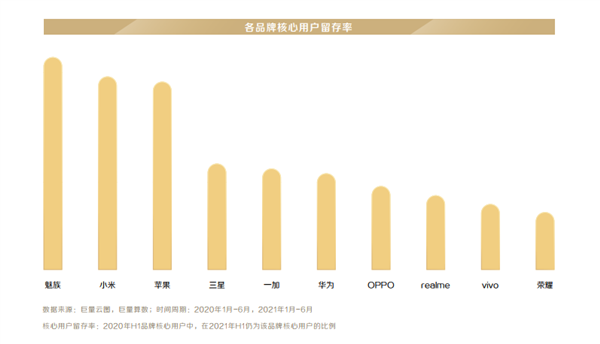 各品牌核心用户留存率
魅族 小米 苹果 三星 一加 华为 OPPO realme vivo 荣耀
数据来源：巨量云图，巨量算数；时间周期：2020年1月-6月，2021年1月-6月
核心用户留存率：2020年H1品牌核心用户中，在2021年H1仍为该品牌核心用户的比例